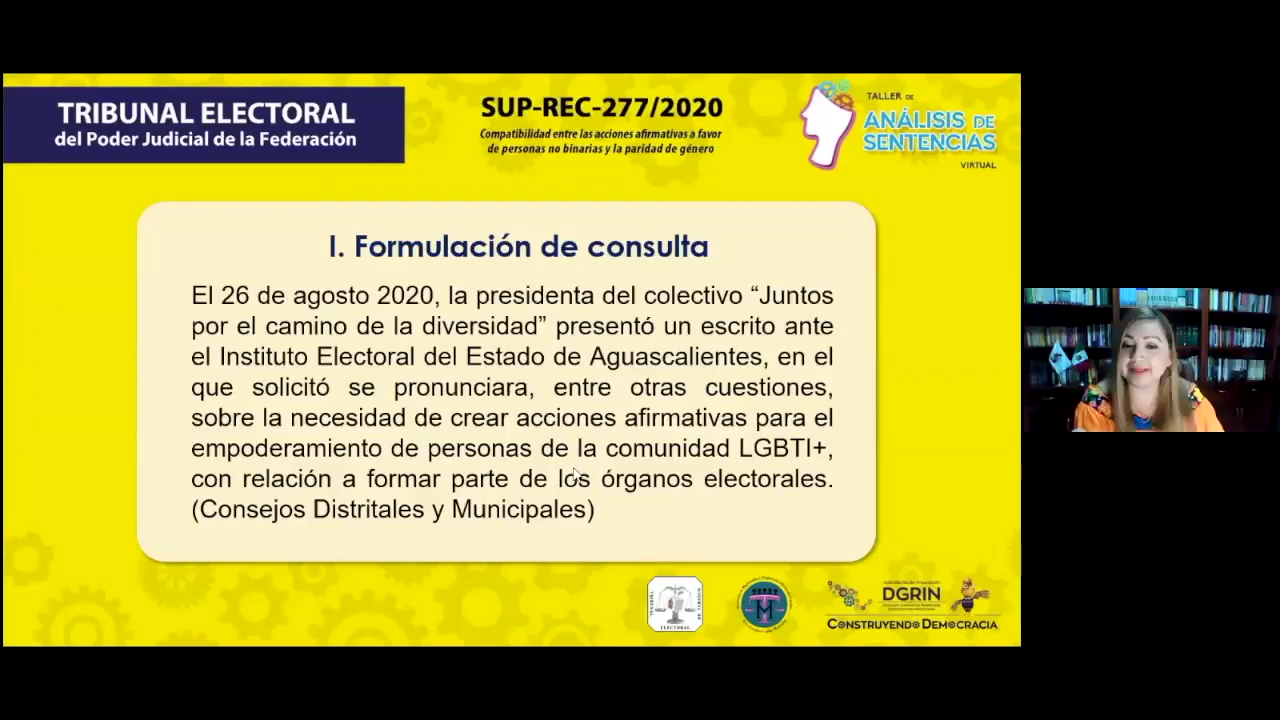 TRIBUNAL ELECTORAL
del Poder Judicial de la Federación
SUP-REC-277/2020
Compatibilidad entre las acciones afirmativas a favor
de personas no binarias y la paridad de género
TALLER DE
ANÁLISIS DE
SENTENCIAS
VIRTUAL
I. Formulación de consulta
El 26 de agosto 2020, la presidenta del colectivo “Juntos
por el camino de la diversidad” presentó un escrito ante
el Instituto Electoral del Estado de Aguascalientes, en el
que solicitó se pronunciara, entre otras cuestiones,
sobre la necesidad de crear acciones afirmativas para el
empoderamiento de personas de la comunidad LGBTI+,
con relación a formar parte de los órganos electorales.
(Consejos Distritales y Municipales)
TRIBUNAL
ELECTORAL
DE TABASCO
DGRIN
CONSTRUYENDO DEMOCRACIA